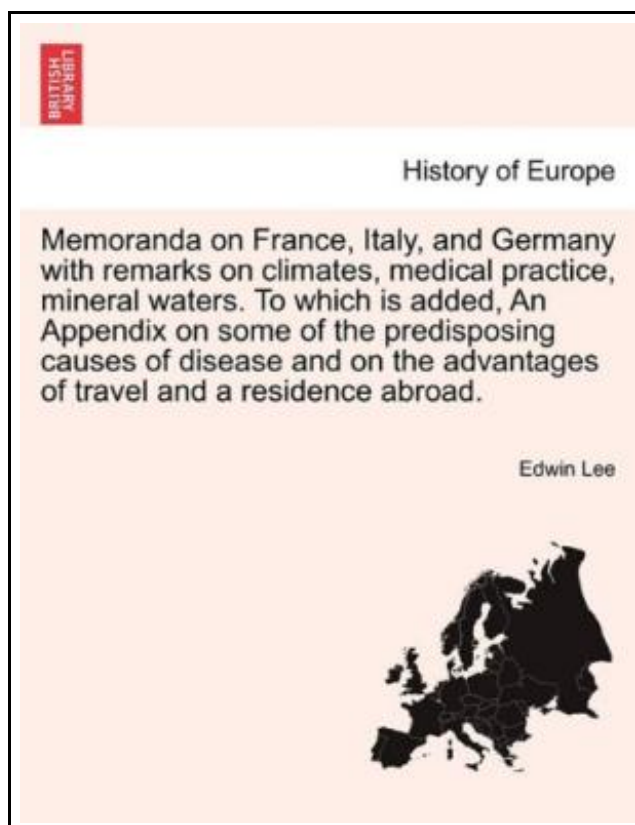 BRITISH
LIBRARY
History of Europe
Memoranda on France, Italy, and Germany
with remarks on climates, medical practice,
mineral waters. To which is added, An
Appendix on some of the predisposing
causes of disease and on the advantages
of travel and a residence abroad.
Edwin Lee